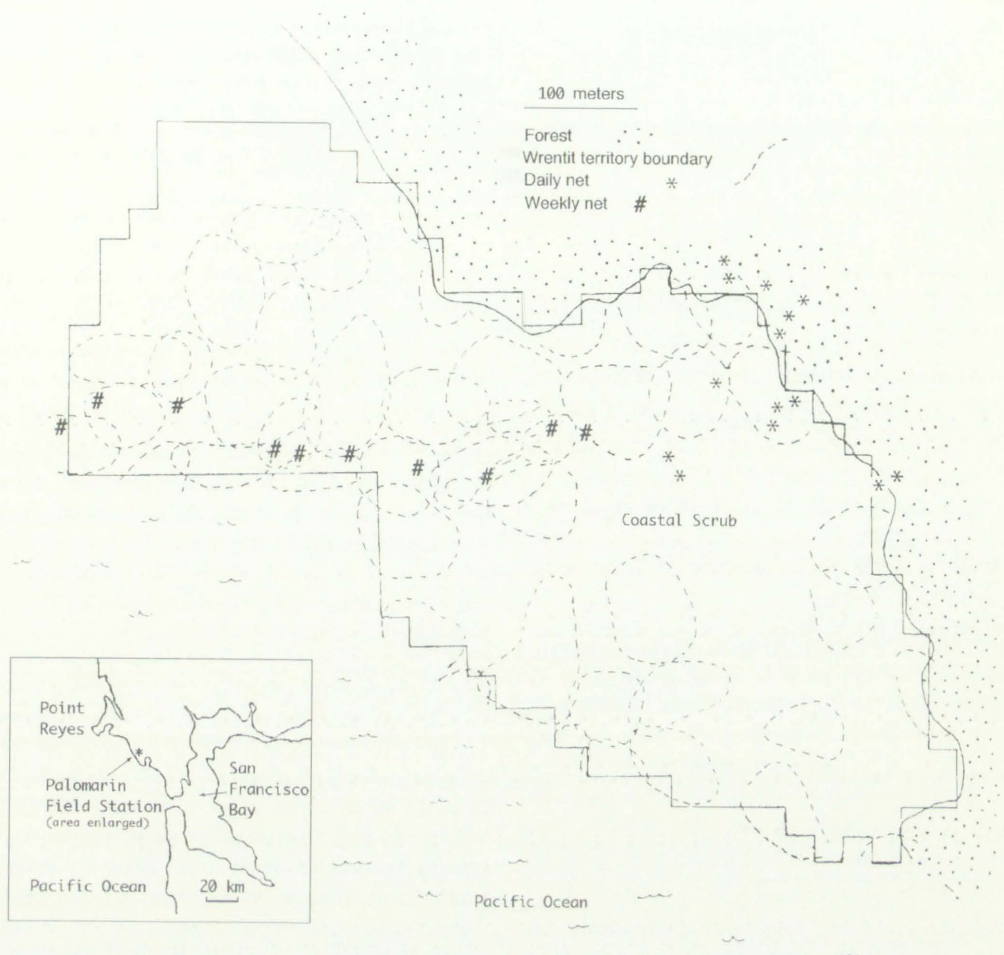 100 meters
Forest
Wrentit territory boundary
Daily net *
Weekly net #
Coastal Scrub
Point
Reyes
Palomarin
Field Station
(area enlarged)
San
Francisco
Bay
Pacific Ocean
20 km
Pacific Ocean